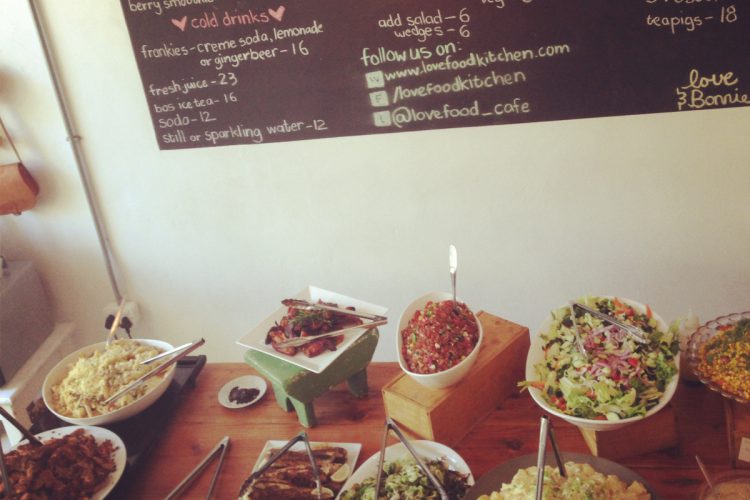 berry smoothie
cold drinks
frankies - creme soda, lemonade
or gingerbeer - 16
fresh juice - 23
bos ice tea - 16
soda - 12
still or sparkling water - 12
add salad - 6
wedges - 6
follow us on:
W www.lovefoodkitchen.com
F /lovefoodkitchen
t @lovefood_cafe
teapigs - 18
love
& Bonnie